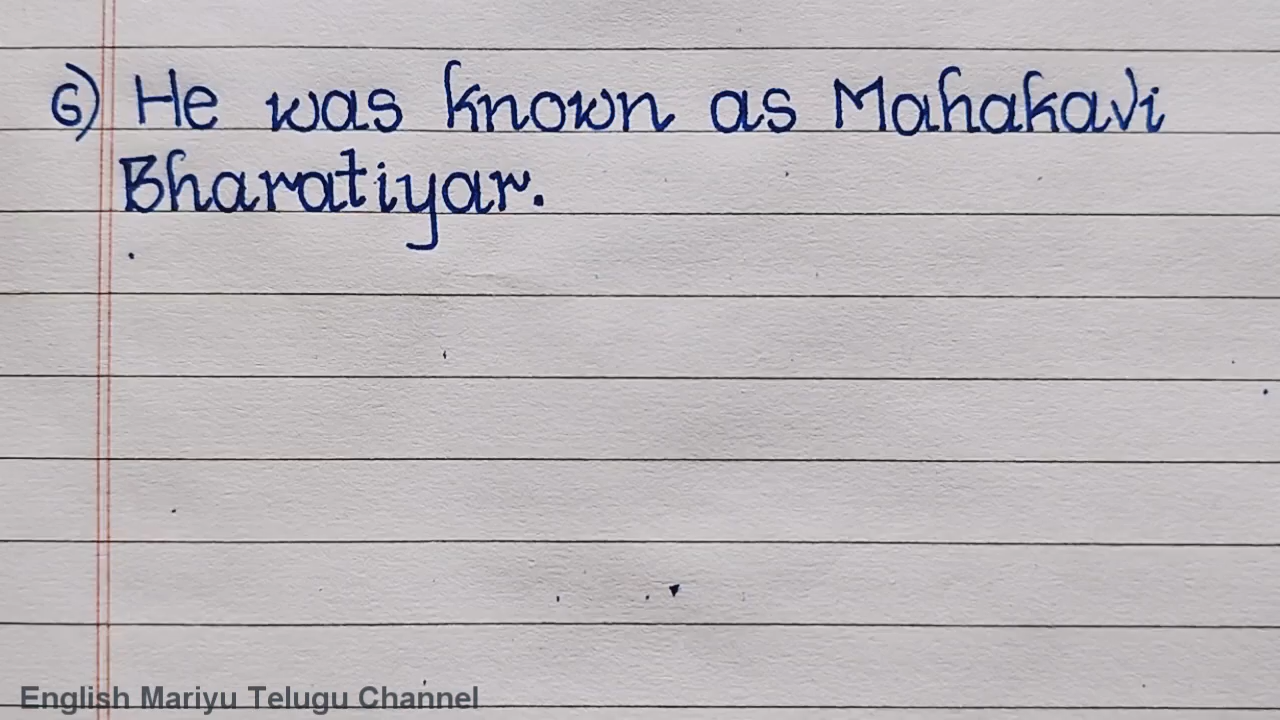 6) He was known as Mahakavi
Bharatiyar.
English Mariyu Telugu Channel